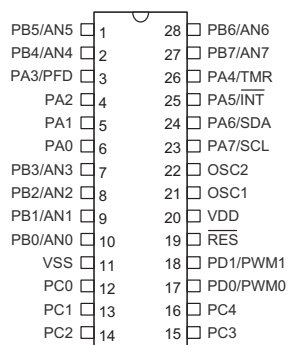 PB5/AN5 1 28 PB6/AN6
PB4/AN4 2 27 PB7/AN7
PA3/PFD 3 26 PA4/TMR
PA2 4 25 PA5/INT
PA1 5 24 PA6/SDA
PA0 6 23 PA7/SCL
PB3/AN3 7 22 OSC2
PB2/AN2 8 21 OSC1
PB1/AN1 9 20 VDD
PB0/AN0 10 19 RES
VSS 11 18 PD1/PWM1
PC0 12 17 PD0/PWM0
PC1 13 16 PC4
PC2 14 15 PC3